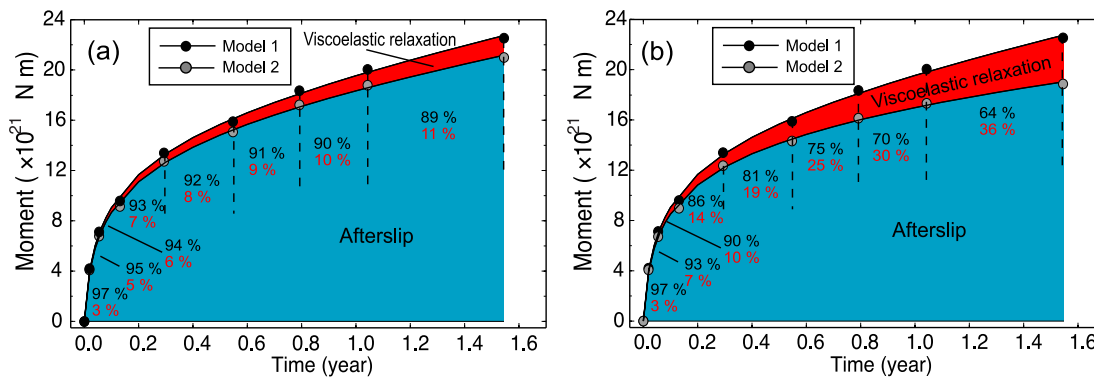 (a)
Model 1
Model 2
Viscoelastic relaxation
24
20
16
12
8
4
0
Moment ( ×10²¹ N m)
97 %
3 %
95 %
5 %
94 %
6 %
93 %
7 %
92 %
8 %
91 %
9 %
90 %
10 %
89 %
11 %
Afterslip
0.0 0.2 0.4 0.6 0.8 1.0 1.2 1.4 1.6
Time (year)
(b)
Model 1
Model 2
Viscoelastic relaxation
24
20
16
12
8
4
0
Moment ( ×10²¹ N m)
97 %
3 %
93 %
7 %
90 %
10 %
86 %
14 %
81 %
19 %
75 %
25 %
70 %
30 %
64 %
36 %
Afterslip
0.0 0.2 0.4 0.6 0.8 1.0 1.2 1.4 1.6
Time (year)